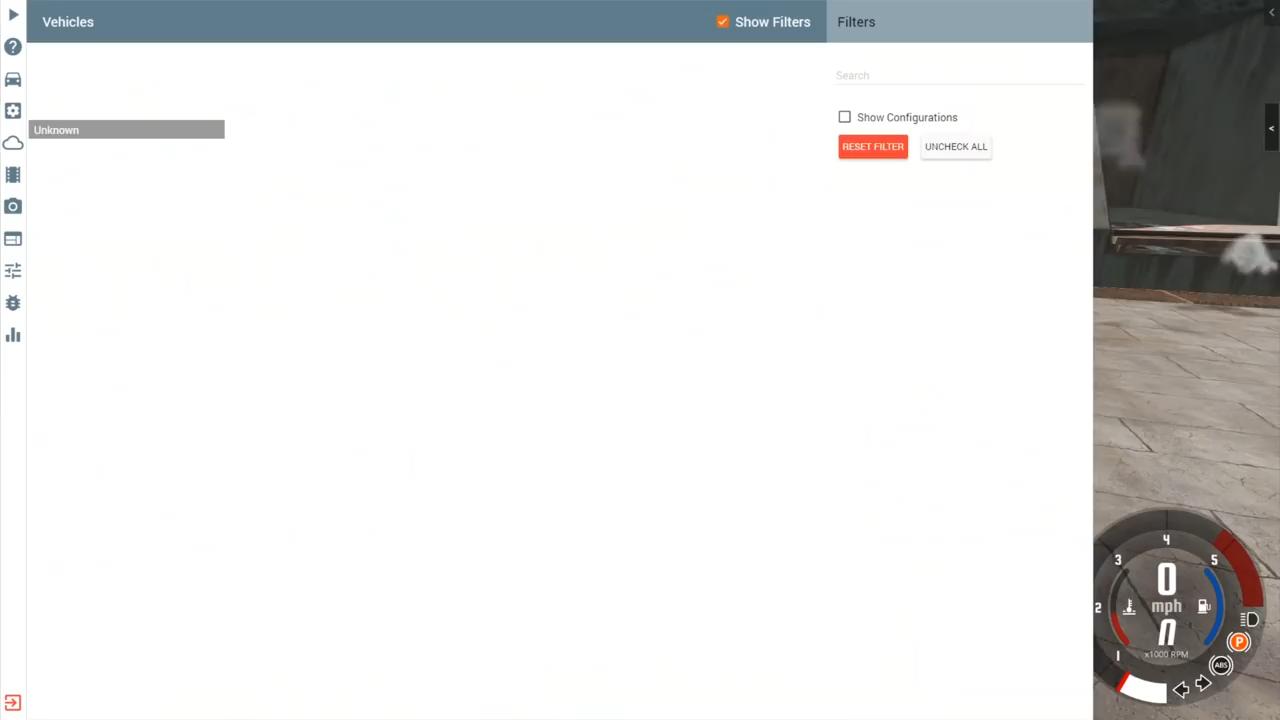 Vehicles
Show Filters
Filters
Search
Unknown
Show Configurations
RESET FILTER
UNCHECK ALL
4
3
5
0
2
mph
n
P
1
x1000 RPM
ABS